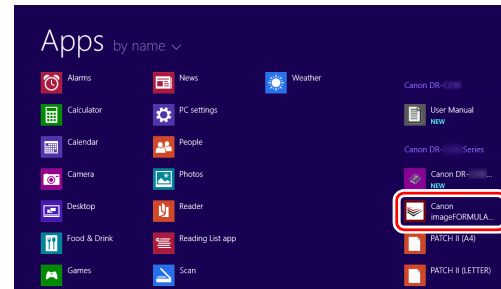 Apps by name
Alarms
Calculator
Calendar
Camera
Desktop
Food & Drink
Games
News
PC settings
People
Photos
Reader
Reading List app
Scan
Weather
Canon DR-
User Manual
NEW
Canon DR- Series
Canon DR- ...
NEW
Canon
imageFORMULA...
PATCH II (A4)
PATCH II (LETTER)